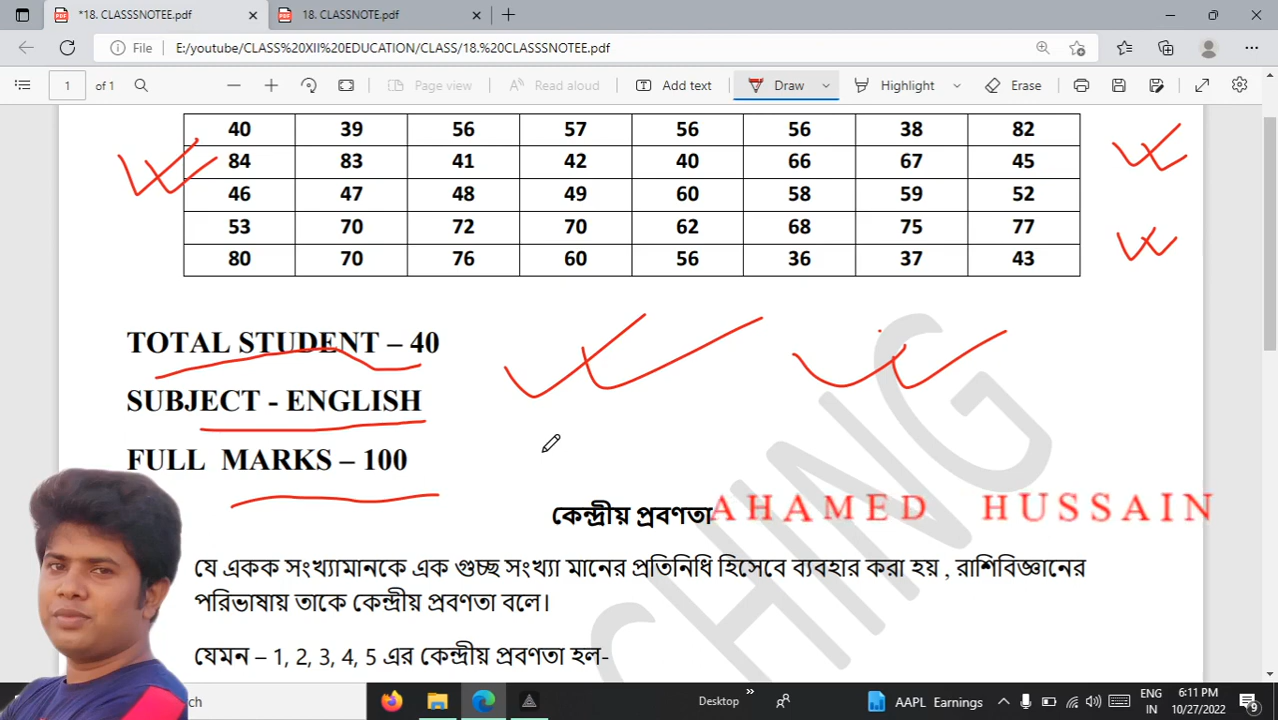 *18. CLASSNOTEE.pdf
18. CLASSNOTE.pdf
File E:/youtube/CLASS%20XII%20EDUCATION/CLASS/18.%20CLASSSNOTEE.pdf
1 of 1 Page view Read aloud Add text Draw Highlight Erase
40 39 56 57 56 56 38 82
84 83 41 42 40 66 67 45
46 47 48 49 60 58 59 52
53 70 72 70 62 68 75 77
80 70 76 60 56 36 37 43
TOTAL STUDENT – 40
SUBJECT - ENGLISH
FULL MARKS – 100
কেন্দ্রীয় প্রবণতা
AHAMED HUSSAIN
যে একক সংখ্যামানকে এক গুচ্ছ সংখ্যা মানের প্রতিনিধি হিসেবে ব্যবহার করা হয় , রাশিবিজ্ঞানের
পরিভাষায় তাকে কেন্দ্রীয় প্রবণতা বলে।
যেমন – 1, 2, 3, 4, 5 এর কেন্দ্রীয় প্রবণতা হল-
CHING
rch
Desktop
AAPL Earnings
ENG
IN
6:11 PM
10/27/2022
9